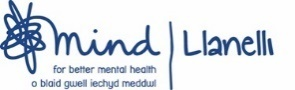 mind Llanelli
for better mental health
o blaid gwell iechyd meddwl